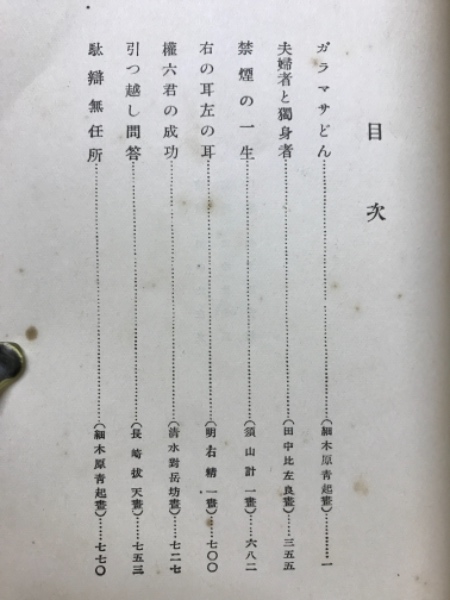 目次
ガラマサどん…………(細木原青起畫)…………一
夫婦者と獨身者…………(田中比左良畫)…三五五
禁煙の一生…………(須山計一畫)…六八二
右の耳左の耳…………(明石精一畫)…七〇〇
權六君の成功…………(清水對岳坊畫)…七二七
引つ越し問答…………(長崎拔天畫)…七五三
駄辯無任所…………(細木原青起畫)…七七〇